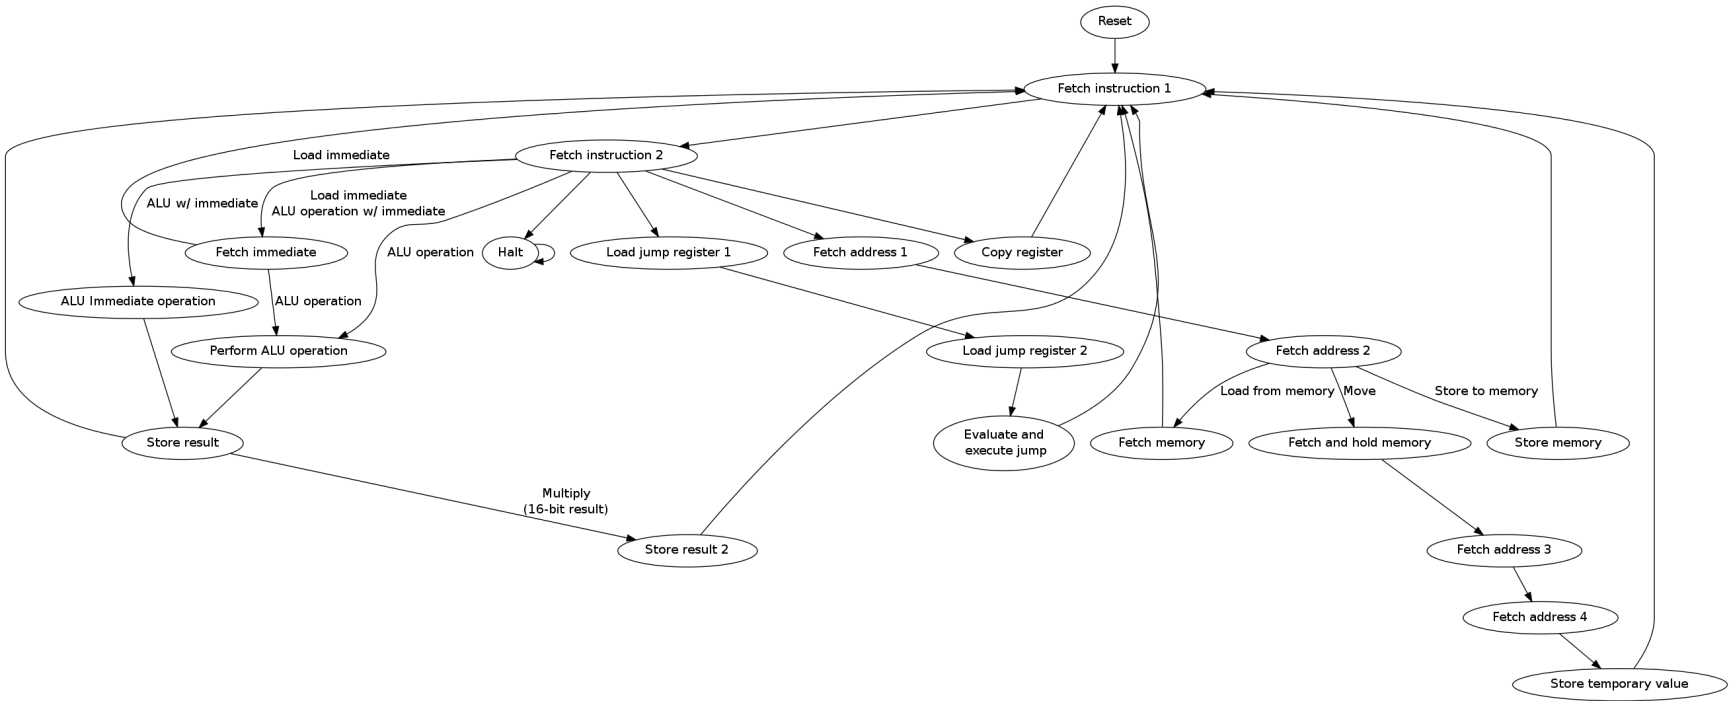 Reset
Fetch instruction 1
Load immediate
Fetch instruction 2
ALU w/ immediate
Load immediate
ALU operation w/ immediate
Fetch immediate
ALU operation
Halt
Load jump register 1
Fetch address 1
Copy register
ALU Immediate operation
ALU operation
Perform ALU operation
Load jump register 2
Fetch address 2
Load from memory
Move
Store to memory
Store result
Evaluate and
execute jump
Fetch memory
Fetch and hold memory
Store memory
Multiply
(16-bit result)
Store result 2
Fetch address 3
Fetch address 4
Store temporary value